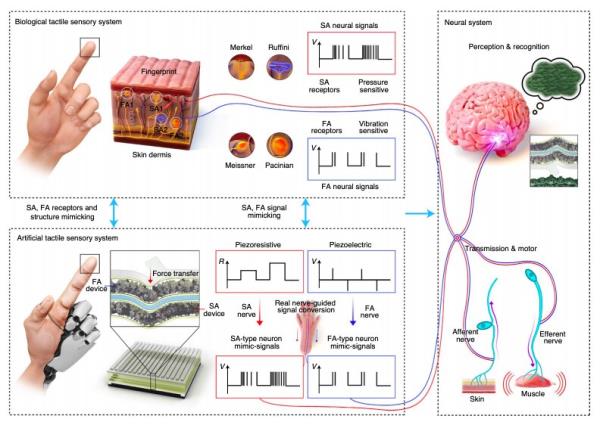 Biological tactile sensory system
Fingerprint
FA1
SA1
SA2
FA2
Skin dermis
Merkel
Ruffini
Meissner
Pacinian
SA neural signals
V
SA
receptors
Pressure
sensitive
FA
receptors
Vibration
sensitive
V
FA neural signals
SA, FA receptors and
structure mimicking
SA, FA signal
mimicking
Artificial tactile sensory system
FA
device
Force transfer
SA
device
Piezoresistive
Piezoelectric
R
V
SA
nerve
Real nerve-guided
signal conversion
FA
nerve
SA-type neuron
mimic-signals
FA-type neuron
mimic-signals
V
V
Neural system
Perception & recognition
Transmission & motor
Afferent
nerve
Efferent
nerve
Skin
Muscle